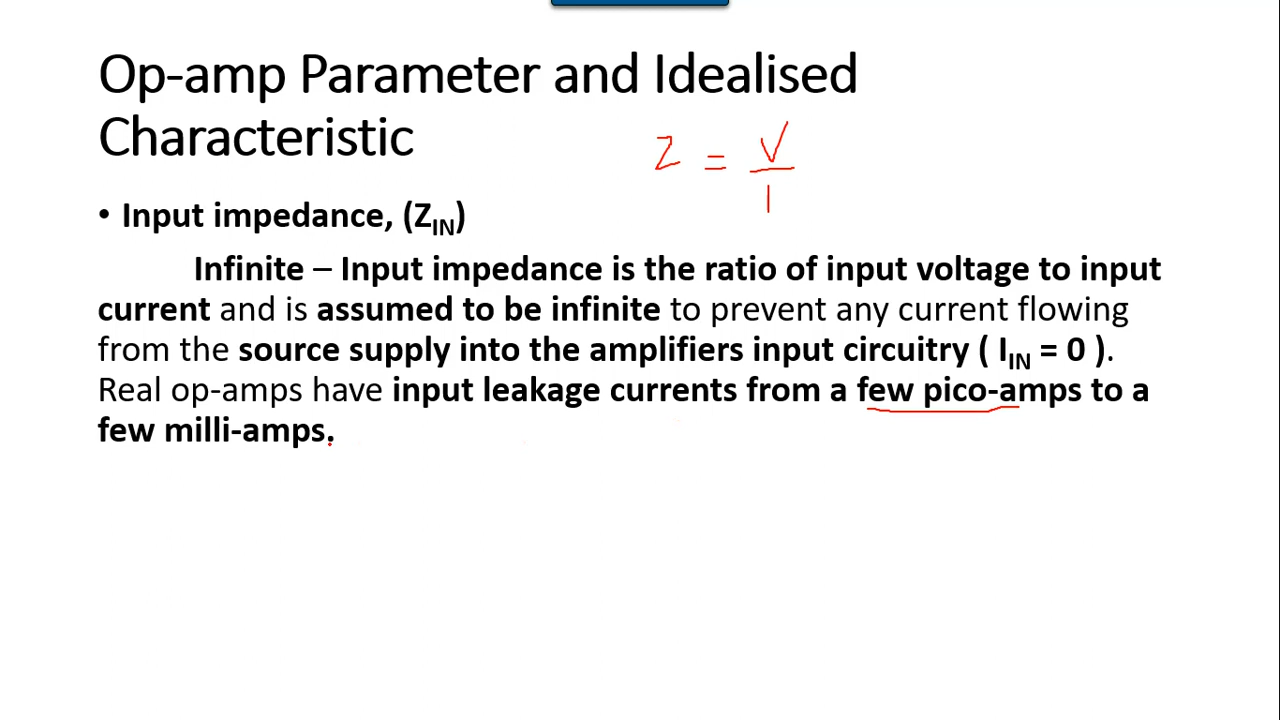 Op-amp Parameter and Idealised
Characteristic
Z = V
I
• Input impedance, (ZIN)
Infinite – Input impedance is the ratio of input voltage to input
current and is assumed to be infinite to prevent any current flowing
from the source supply into the amplifiers input circuitry ( IIN = 0 ).
Real op-amps have input leakage currents from a few pico-amps to a
few milli-amps.